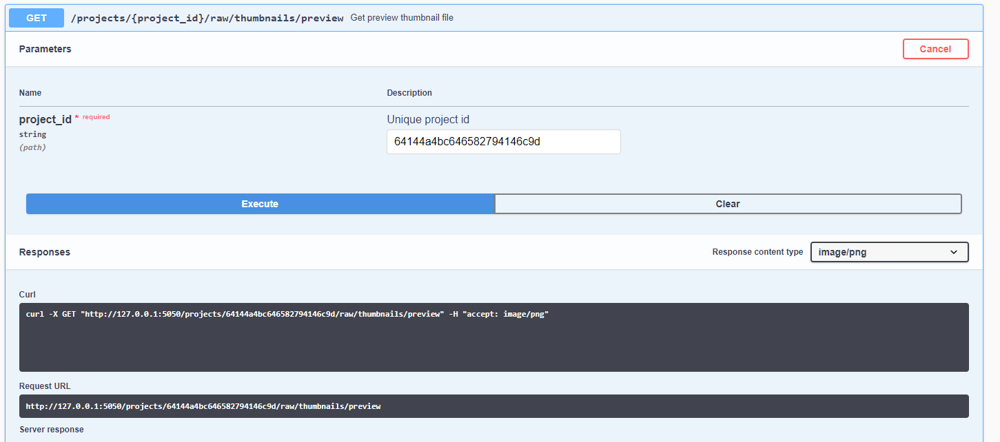 GET /projects/{project_id}/raw/thumbnails/preview Get preview thumbnail file
Parameters Cancel
Name Description
project_id * required Unique project id
string 64144a4bc646582794146c9d
(path)
Execute Clear
Responses Response content type image/png
Curl
curl -X GET "http://127.0.0.1:5050/projects/64144a4bc646582794146c9d/raw/thumbnails/preview" -H "accept: image/png"
Request URL
http://127.0.0.1:5050/projects/64144a4bc646582794146c9d/raw/thumbnails/preview
Server response